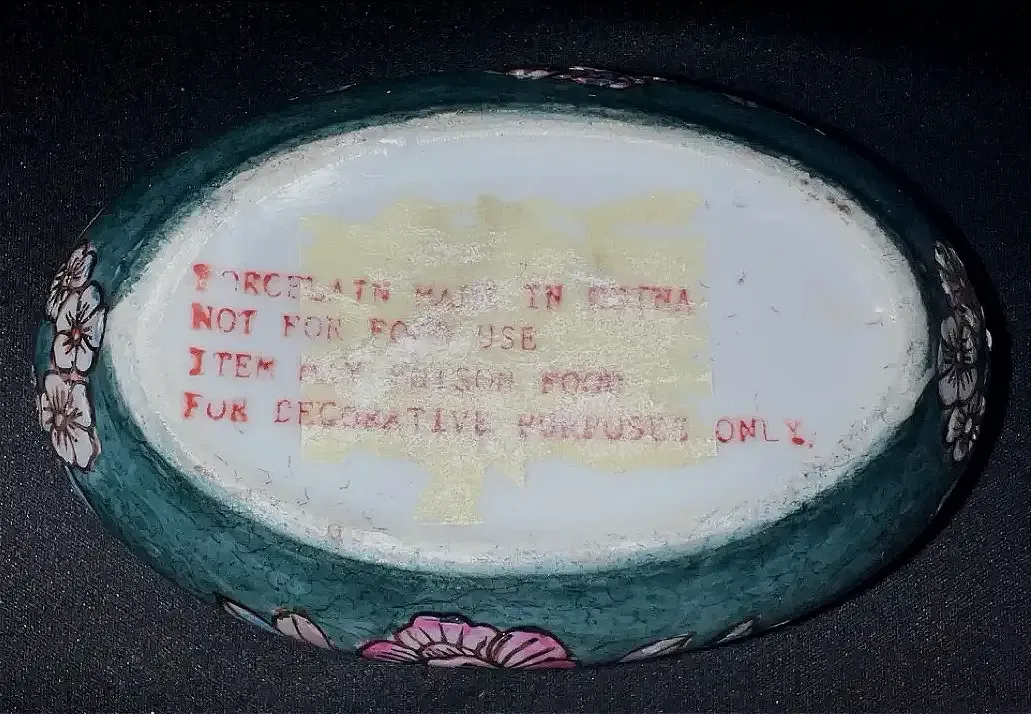 PORCELAIN MADE IN CHINA
NOT FOR FOOD USE
ITEM MAY POISON FOOD
FOR DECORATIVE PURPOSES ONLY.